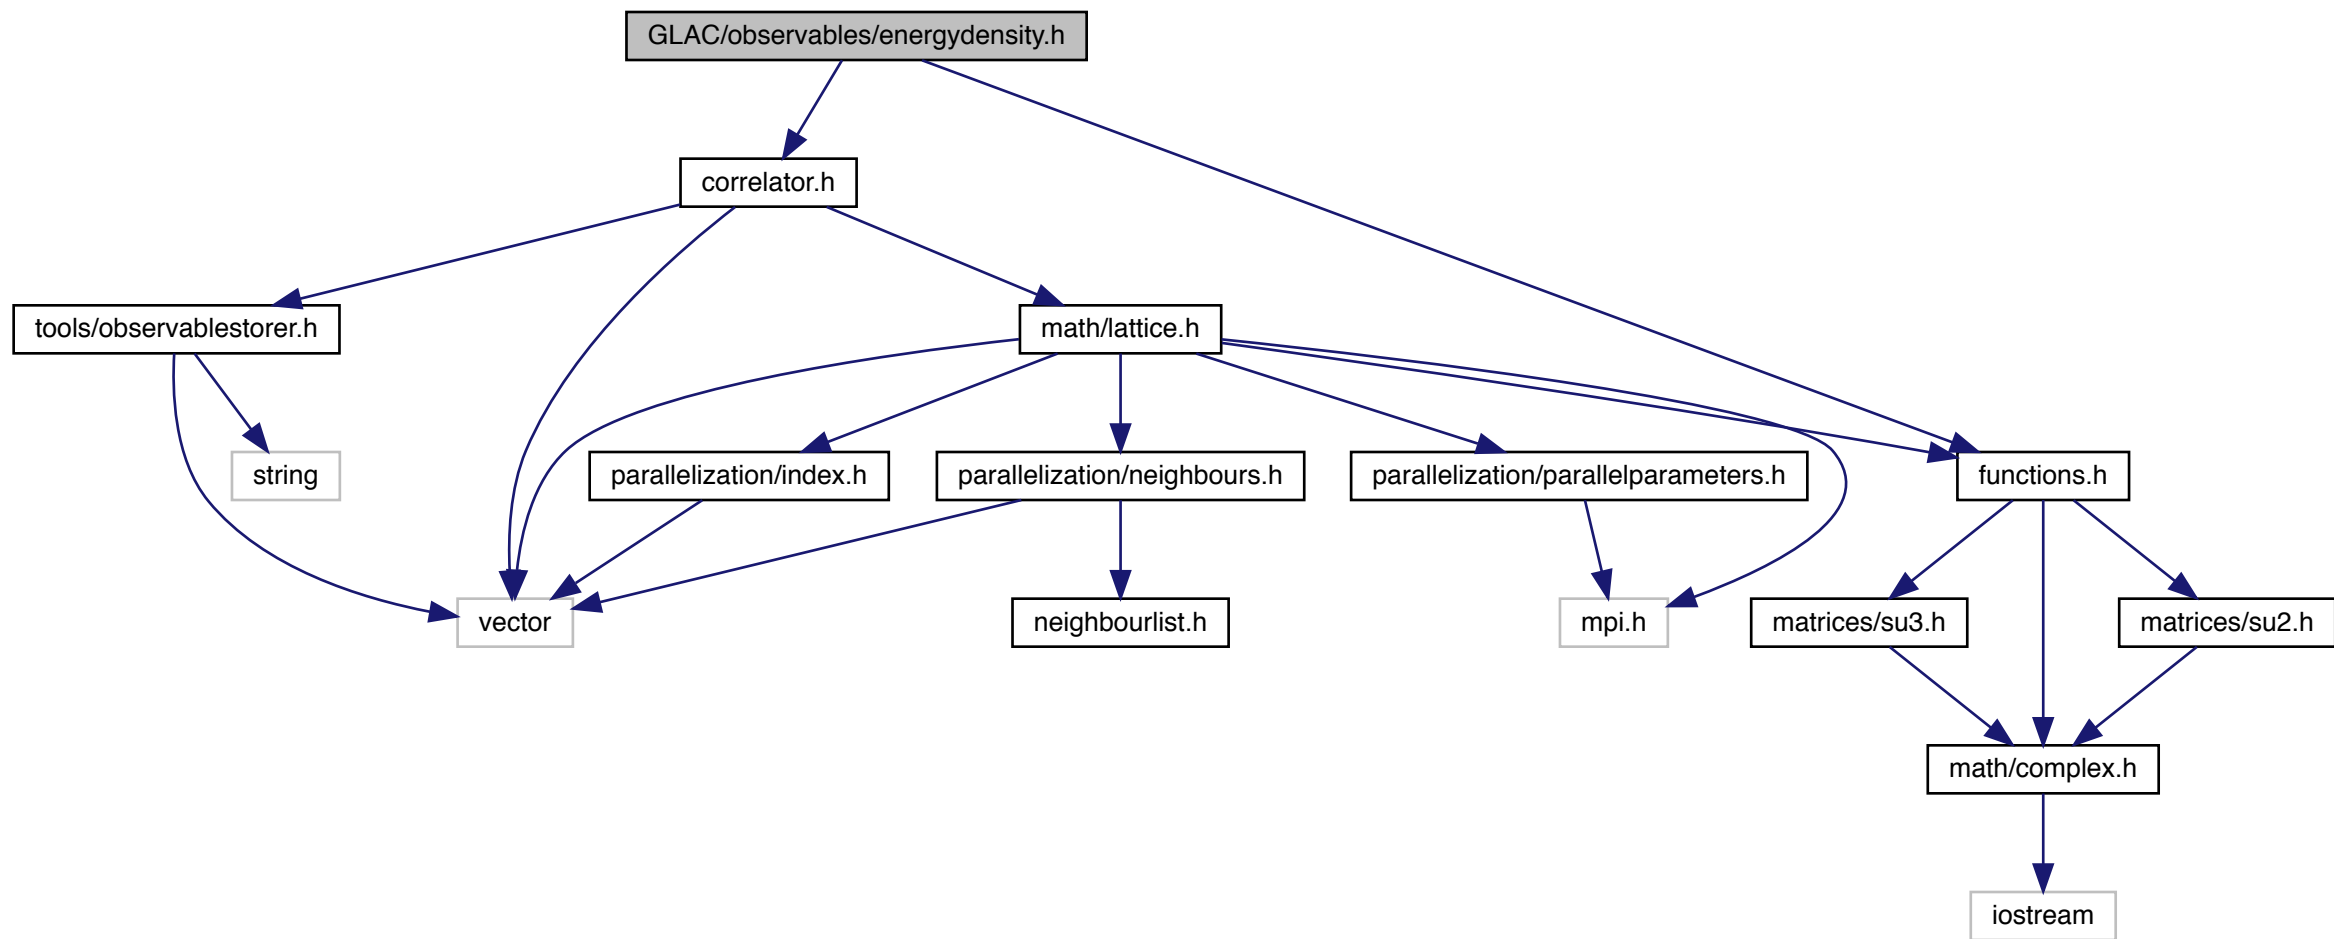 GLAC/observables/energydensity.h
correlator.h
tools/observablestorer.h
math/lattice.h
string
parallelization/index.h
parallelization/neighbours.h
parallelization/parallelparameters.h
functions.h
vector
neighbourlist.h
mpi.h
matrices/su3.h
matrices/su2.h
math/complex.h
iostream